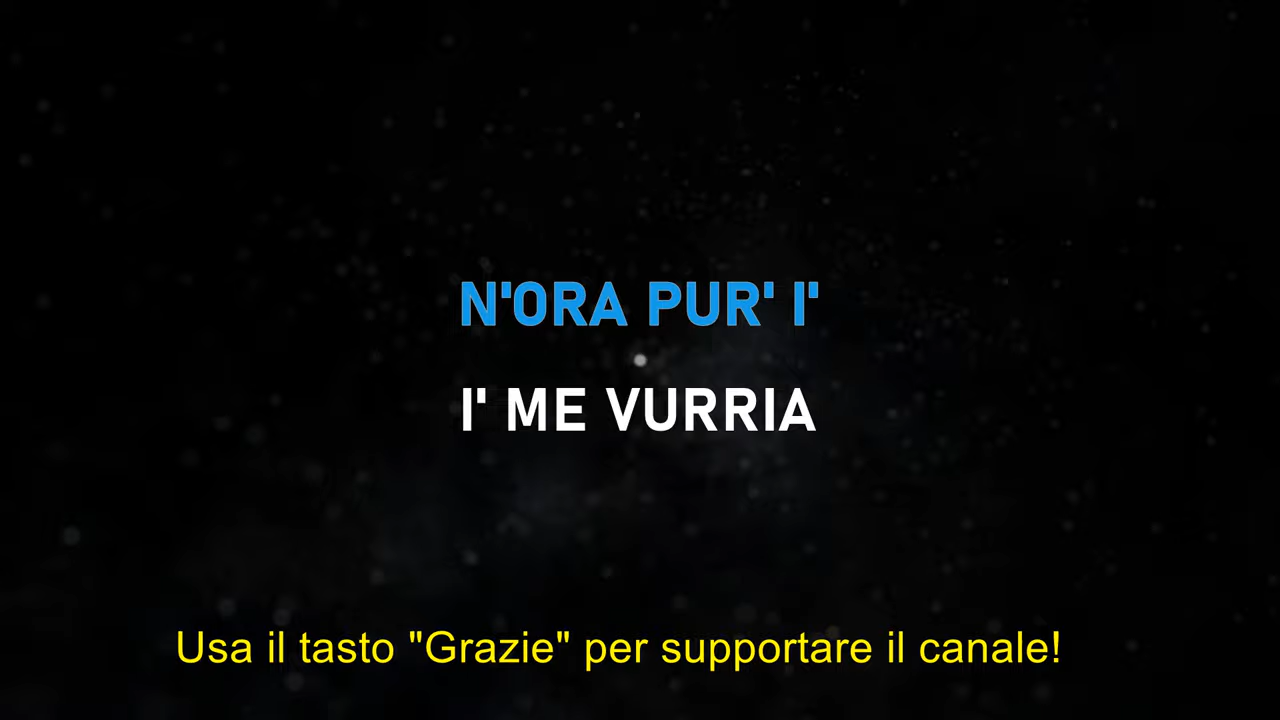 N'ORA PUR' I'
I' ME VURRIA
Usa il tasto "Grazie" per supportare il canale!